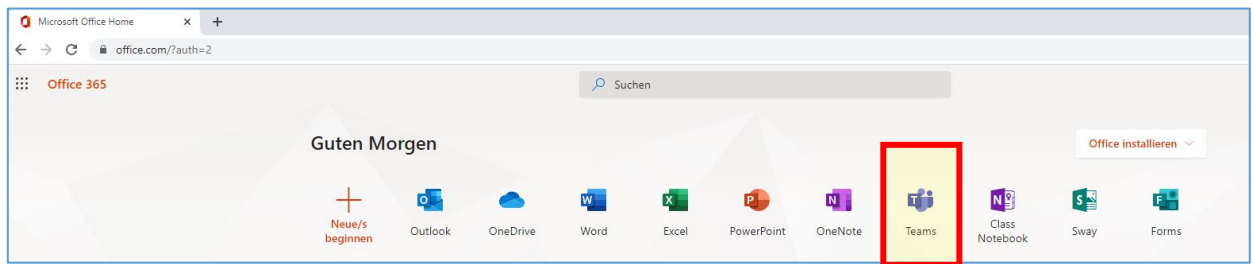 Microsoft Office Home
office.com/?auth=2
Office 365
Suchen
Guten Morgen
Office installieren
Neue/s
beginnen
Outlook
OneDrive
Word
Excel
PowerPoint
OneNote
Teams
Class
Notebook
Sway
Forms